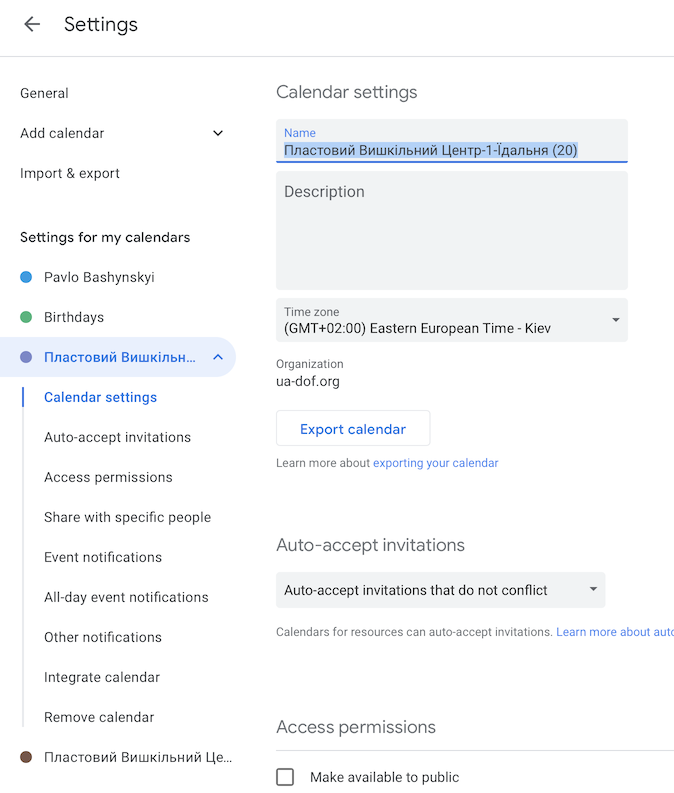 Settings
General
Add calendar
Import & export
Settings for my calendars
Pavlo Bashynskyi
Birthdays
Пластовий Вишкільн...
Calendar settings
Auto-accept invitations
Access permissions
Share with specific people
Event notifications
All-day event notifications
Other notifications
Integrate calendar
Remove calendar
Пластовий Вишкільний Це...
Calendar settings
Name
Пластовий Вишкільний Центр-1-Їдальня (20)
Description
Time zone
(GMT+02:00) Eastern European Time - Kiev
Organization
ua-dof.org
Export calendar
Learn more about exporting your calendar
Auto-accept invitations
Auto-accept invitations that do not conflict
Calendars for resources can auto-accept invitations. Learn more about auto
Access permissions
Make available to public